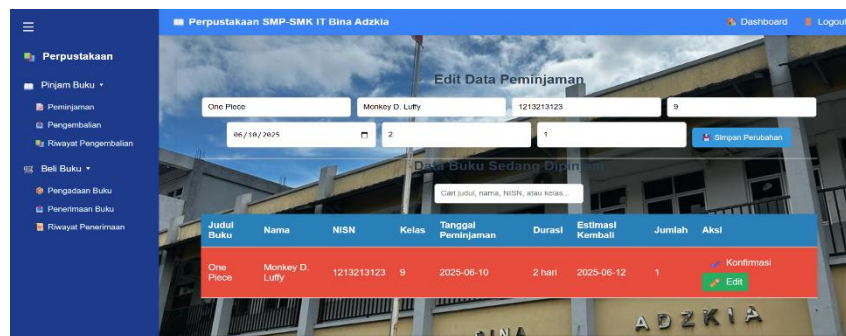 Perpustakaan SMP-SMK IT Bina Adzkia
Dashboard
Logout
Perpustakaan
Pinjam Buku
Peminjaman
Pengembalian
Riwayat Pengembalian
Beli Buku
Pengadaan Buku
Penerimaan Buku
Riwayat Penerimaan
Edit Data Peminjaman
One Piece
Monkey D. Luffy
1213213123
9
06/10/2025
2
1
Simpan Perubahan
Data Buku Sedang Dipinjam
Cari judul, nama, NISN, atau kelas...
Judul Buku Nama NISN Kelas Tanggal Peminjaman Durasi Estimasi Kembali Jumlah Aksi
One Piece Monkey D. Luffy 1213213123 9 2025-06-10 2 hari 2025-06-12 1 Konfirmasi
Edit
BINA ADZKIA